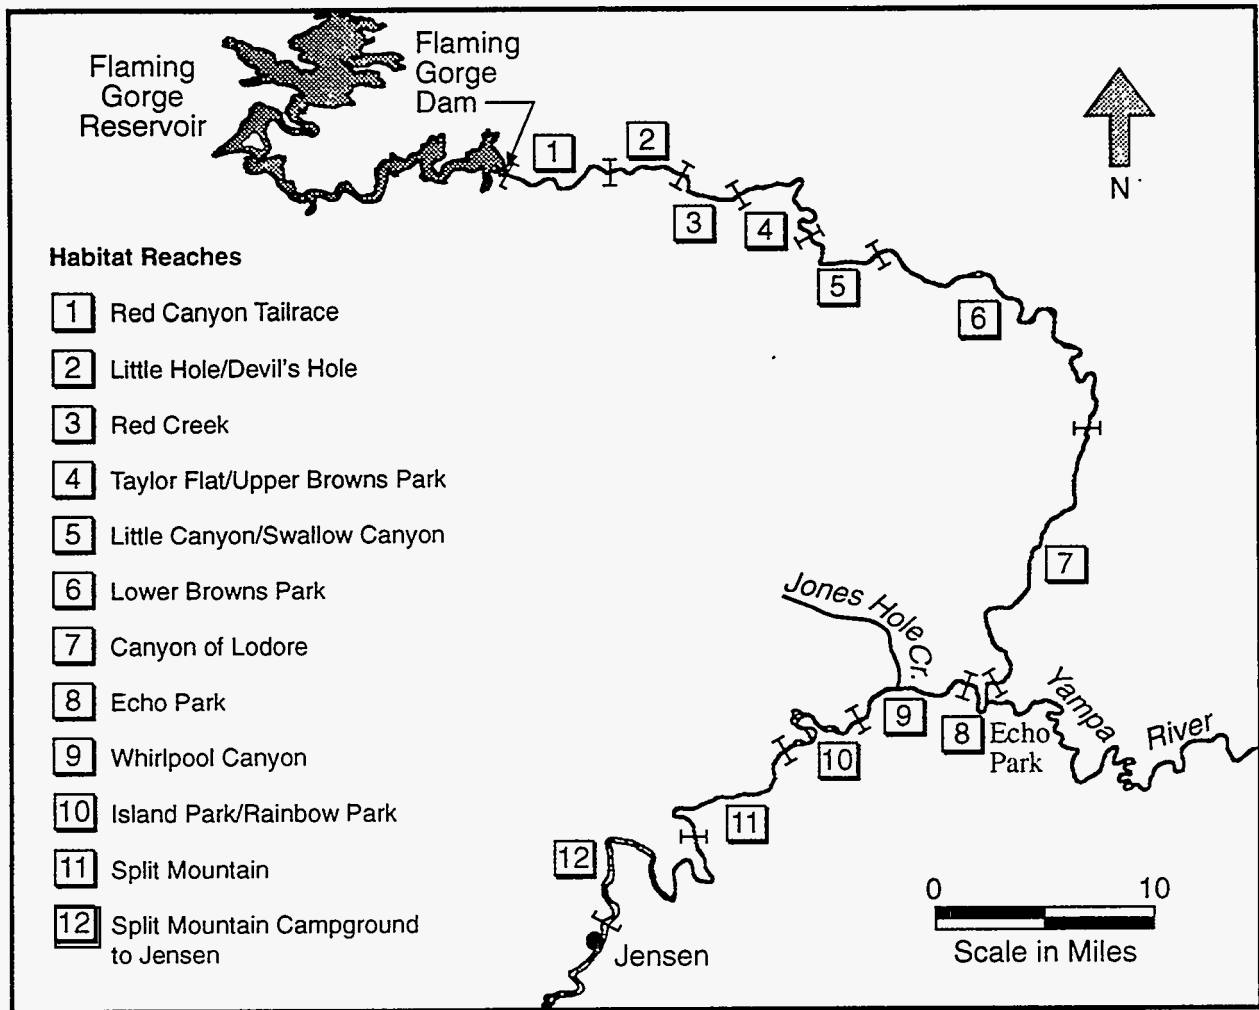 Flaming
Gorge
Reservoir
Flaming
Gorge
Dam
1
2
3
4
5
6
7
8
9
10
11
12
N
Habitat Reaches
1 Red Canyon Tailrace
2 Little Hole/Devil's Hole
3 Red Creek
4 Taylor Flat/Upper Browns Park
5 Little Canyon/Swallow Canyon
6 Lower Browns Park
7 Canyon of Lodore
8 Echo Park
9 Whirlpool Canyon
10 Island Park/Rainbow Park
11 Split Mountain
12 Split Mountain Campground
to Jensen
Jones Hole Cr.
Yampa River
Echo
Park
Jensen
0 10
Scale in Miles